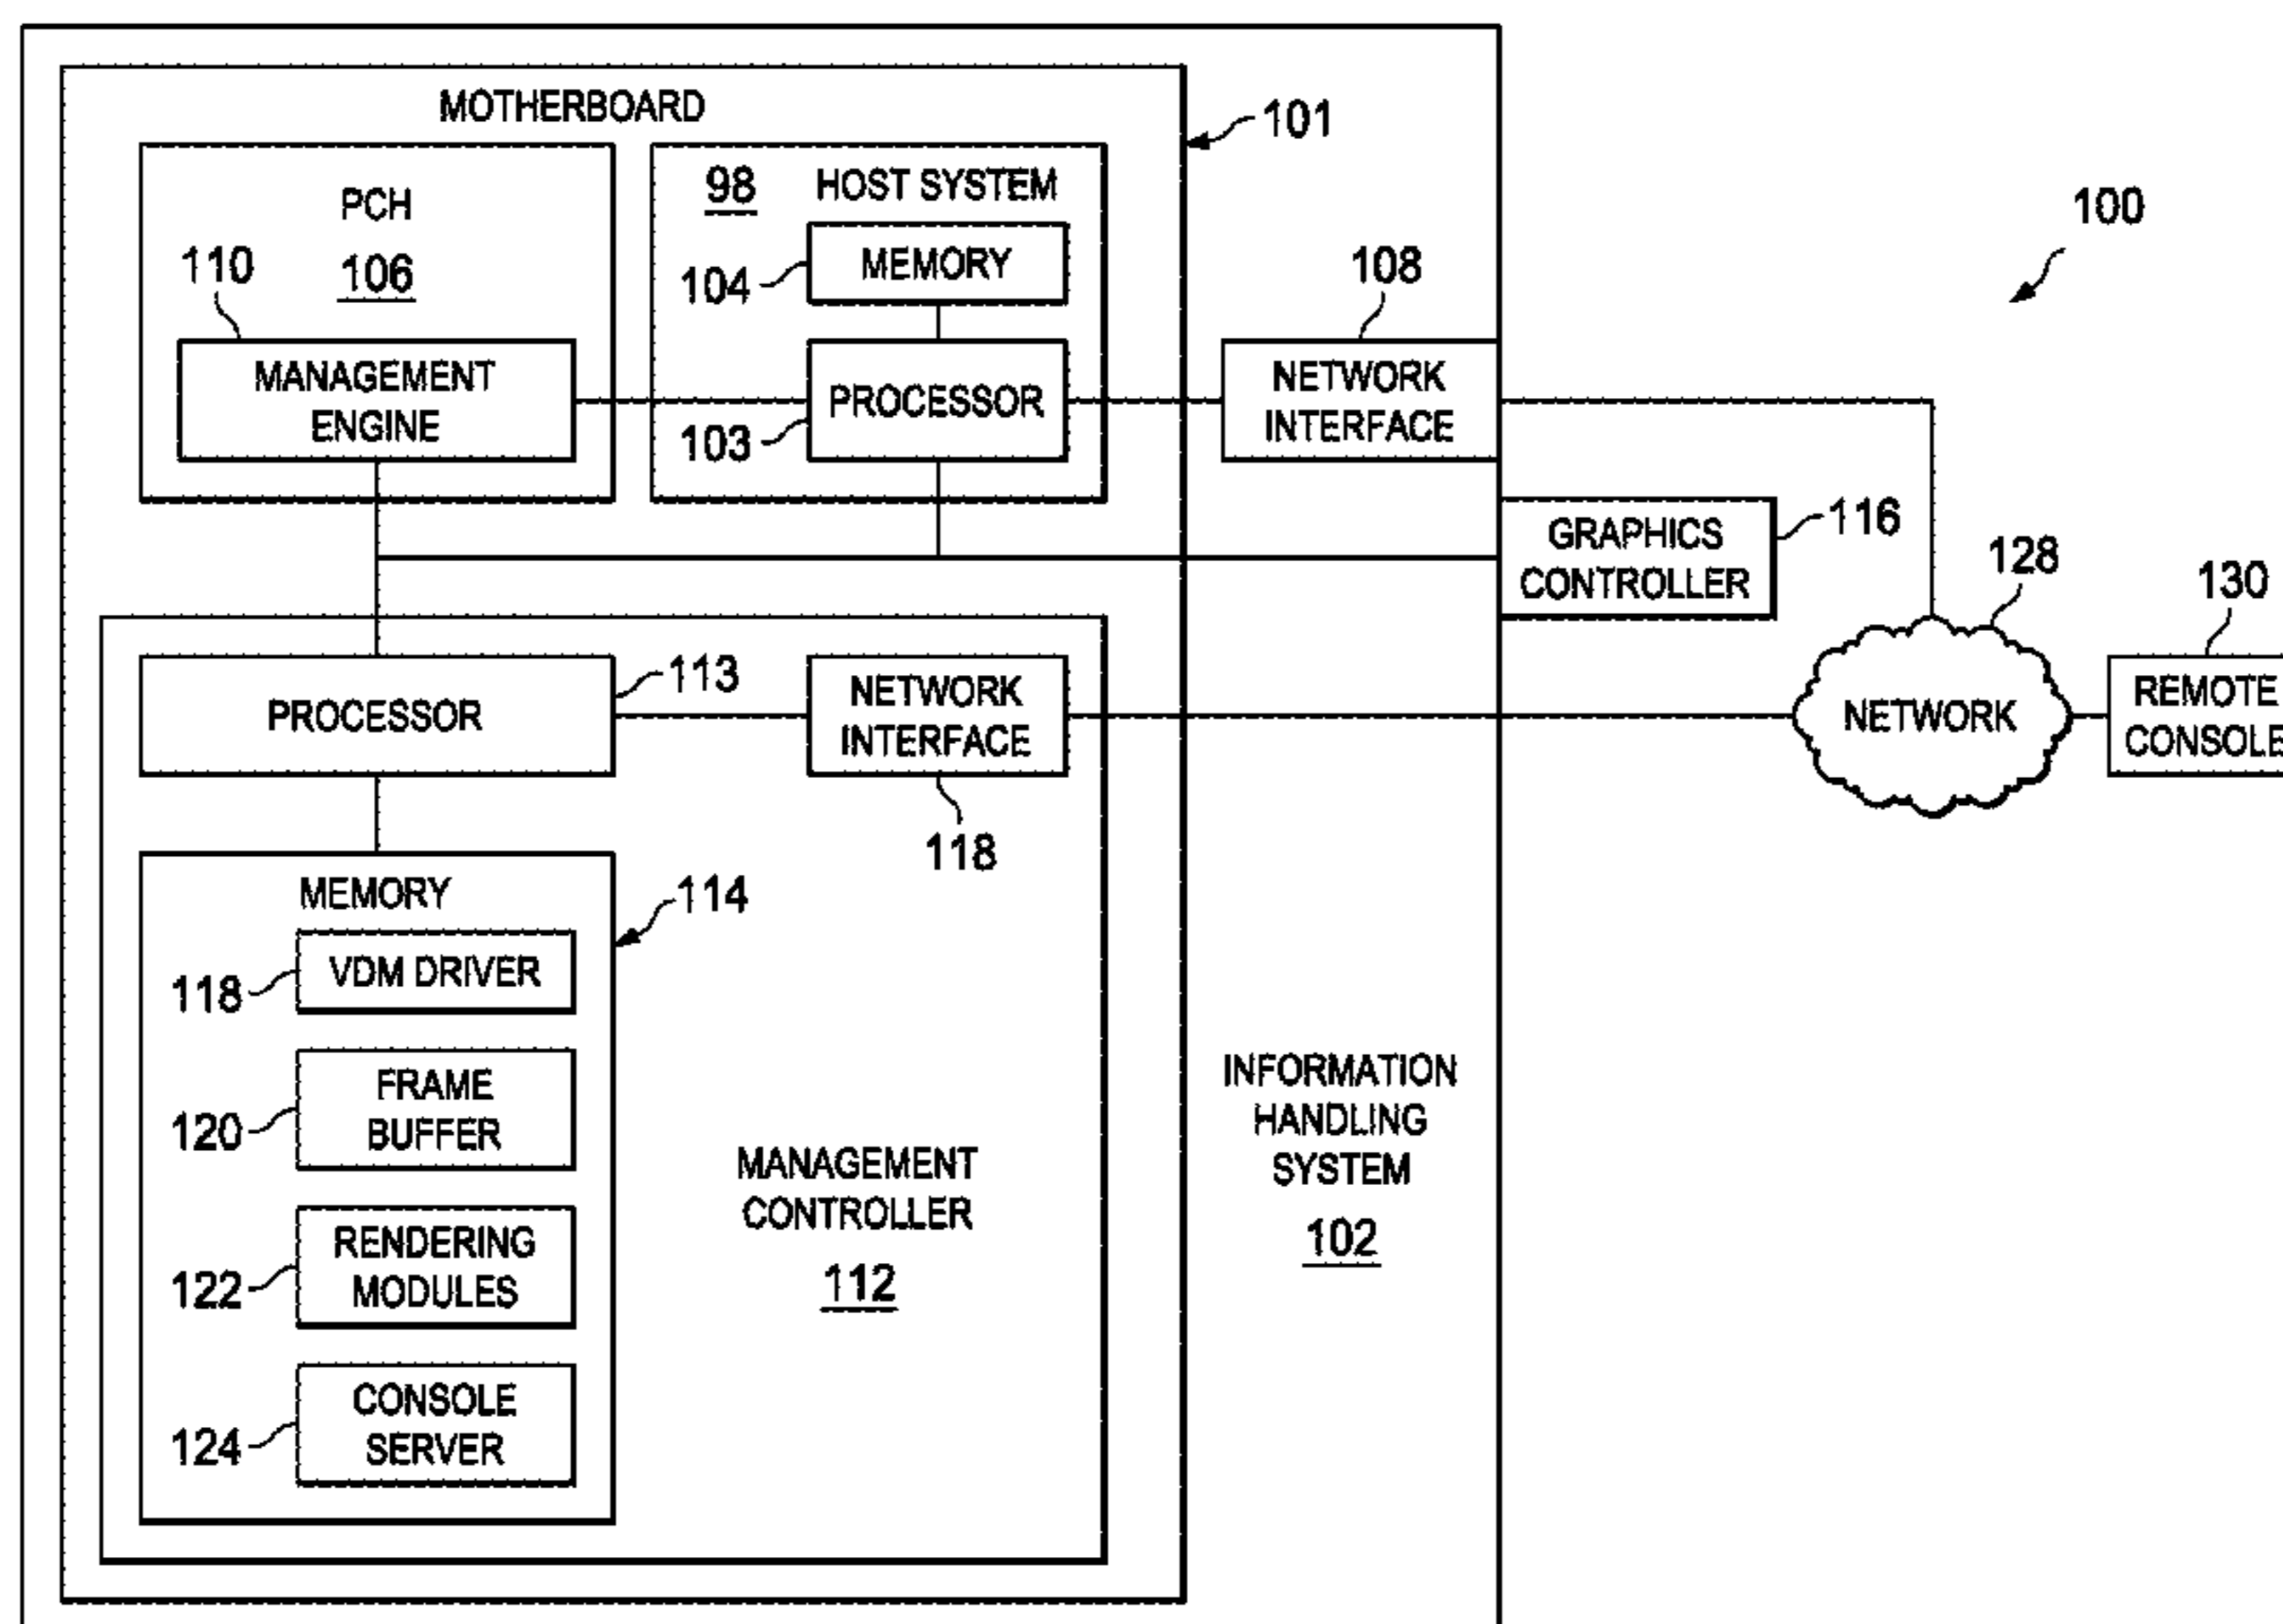 MOTHERBOARD
101
PCH
106
110
MANAGEMENT
ENGINE
98
HOST SYSTEM
104
MEMORY
103
PROCESSOR
108
NETWORK
INTERFACE
100
GRAPHICS
CONTROLLER
116
128
NETWORK
130
REMOTE
CONSOLE
PROCESSOR
113
NETWORK
INTERFACE
118
MEMORY
114
118
VDM DRIVER
120
FRAME
BUFFER
122
RENDERING
MODULES
124
CONSOLE
SERVER
MANAGEMENT
CONTROLLER
112
INFORMATION
HANDLING
SYSTEM
102